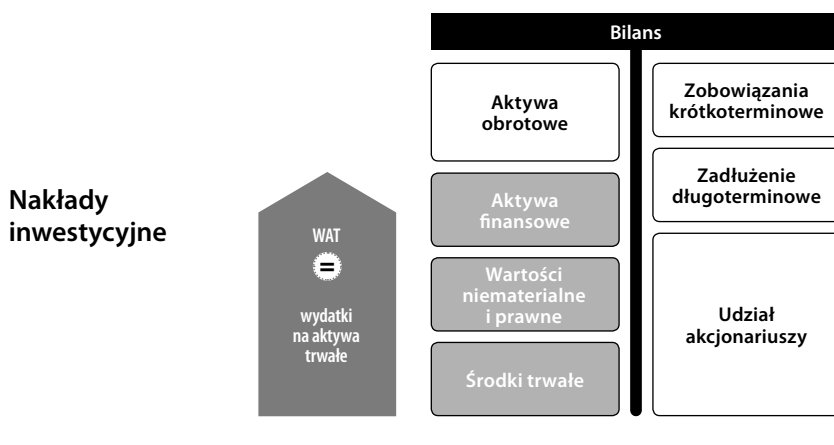 Nakłady
inwestycyjne
WAT
=
wydatki
na aktywa
trwałe
Bilans
Aktywa
obrotowe
Aktywa
finansowe
Wartości
niematerialne
i prawne
Środki trwałe
Zobowiązania
krótkoterminowe
Zadłużenie
długoterminowe
Udział
akcjonariuszy